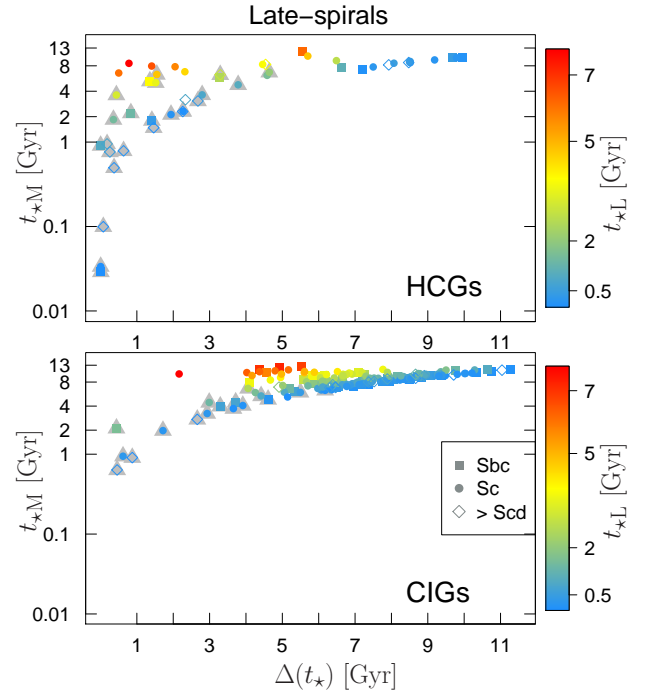 Late−spirals
13
8
4
2
1
0.1
0.01
t⋆M [Gyr]
HCGs
1 3 5 7 9 11
7
5
2
0.5
t⋆L [Gyr]
13
8
4
2
1
0.1
0.01
t⋆M [Gyr]
Sbc
Sc
> Scd
CIGs
1 3 5 7 9 11
Δ(t⋆) [Gyr]
7
5
2
0.5
t⋆L [Gyr]